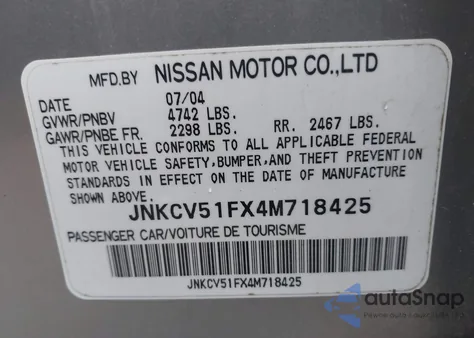 MFD.BY NISSAN MOTOR CO.,LTD
DATE 07/04
GVWR/PNBV 4742 LBS.
GAWR/PNBE FR. 2298 LBS. RR. 2467 LBS.
THIS VEHICLE CONFORMS TO ALL APPLICABLE FEDERAL
MOTOR VEHICLE SAFETY,BUMPER,AND THEFT PREVENTION
STANDARDS IN EFFECT ON THE DATE OF MANUFACTURE
SHOWN ABOVE.
JNKCV51FX4M718425
PASSENGER CAR/VOITURE DE TOURISME
JNKCV51FX4M718425
autoSnap